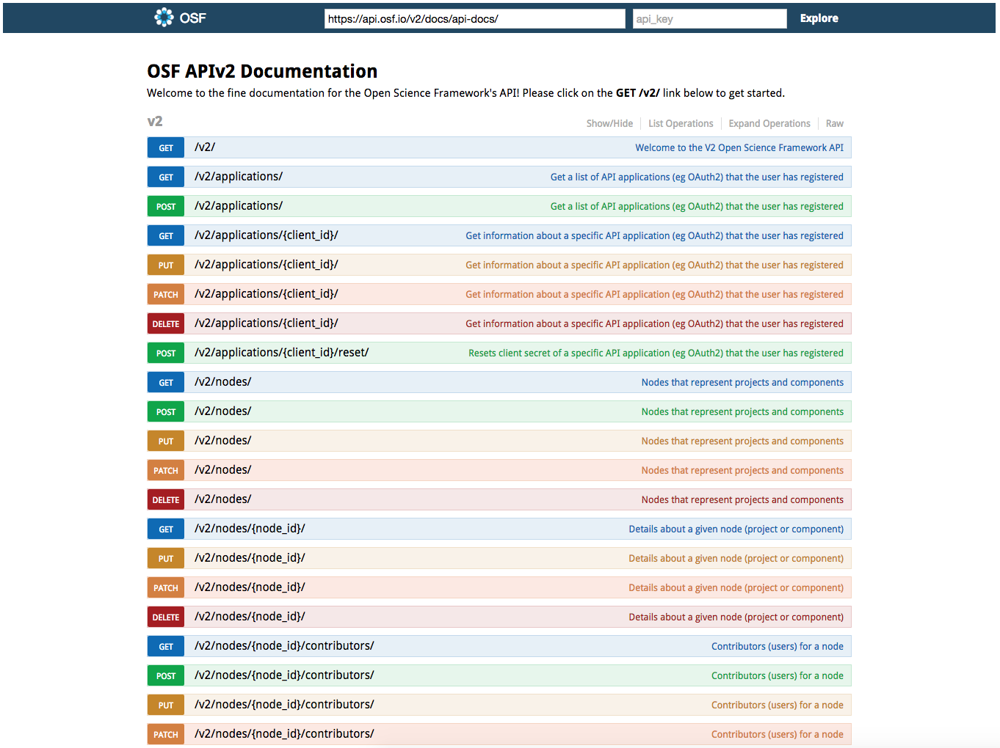 OSF https://api.osf.io/v2/docs/api-docs/ api_key Explore
OSF APIv2 Documentation
Welcome to the fine documentation for the Open Science Framework's API! Please click on the GET /v2/ link below to get started.
v2 Show/Hide List Operations Expand Operations Raw
GET /v2/ Welcome to the V2 Open Science Framework API
GET /v2/applications/ Get a list of API applications (eg OAuth2) that the user has registered
POST /v2/applications/ Get a list of API applications (eg OAuth2) that the user has registered
GET /v2/applications/{client_id}/ Get information about a specific API application (eg OAuth2) that the user has registered
PUT /v2/applications/{client_id}/ Get information about a specific API application (eg OAuth2) that the user has registered
PATCH /v2/applications/{client_id}/ Get information about a specific API application (eg OAuth2) that the user has registered
DELETE /v2/applications/{client_id}/ Get information about a specific API application (eg OAuth2) that the user has registered
POST /v2/applications/{client_id}/reset/ Resets client secret of a specific API application (eg OAuth2) that the user has registered
GET /v2/nodes/ Nodes that represent projects and components
POST /v2/nodes/ Nodes that represent projects and components
PUT /v2/nodes/ Nodes that represent projects and components
PATCH /v2/nodes/ Nodes that represent projects and components
DELETE /v2/nodes/ Nodes that represent projects and components
GET /v2/nodes/{node_id}/ Details about a given node (project or component)
PUT /v2/nodes/{node_id}/ Details about a given node (project or component)
PATCH /v2/nodes/{node_id}/ Details about a given node (project or component)
DELETE /v2/nodes/{node_id}/ Details about a given node (project or component)
GET /v2/nodes/{node_id}/contributors/ Contributors (users) for a node
POST /v2/nodes/{node_id}/contributors/ Contributors (users) for a node
PUT /v2/nodes/{node_id}/contributors/ Contributors (users) for a node
PATCH /v2/nodes/{node_id}/contributors/ Contributors (users) for a node